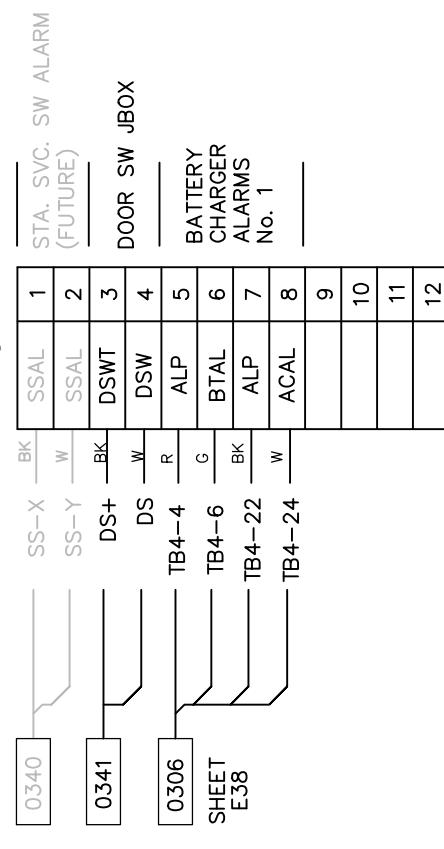 STA. SVC. SW ALARM
(FUTURE)
DOOR SW JBOX
BATTERY
CHARGER
ALARMS
No. 1
1
2
3
4
5
6
7
8
9
10
11
12
SSAL
SSAL
DSWT
DSW
ALP
BTAL
ALP
ACAL
BK
W
BK
W
R
G
BK
W
SS-X
SS-Y
DS+
DS
TB4-4
TB4-6
TB4-22
TB4-24
0340
0341
0306
SHEET
E38